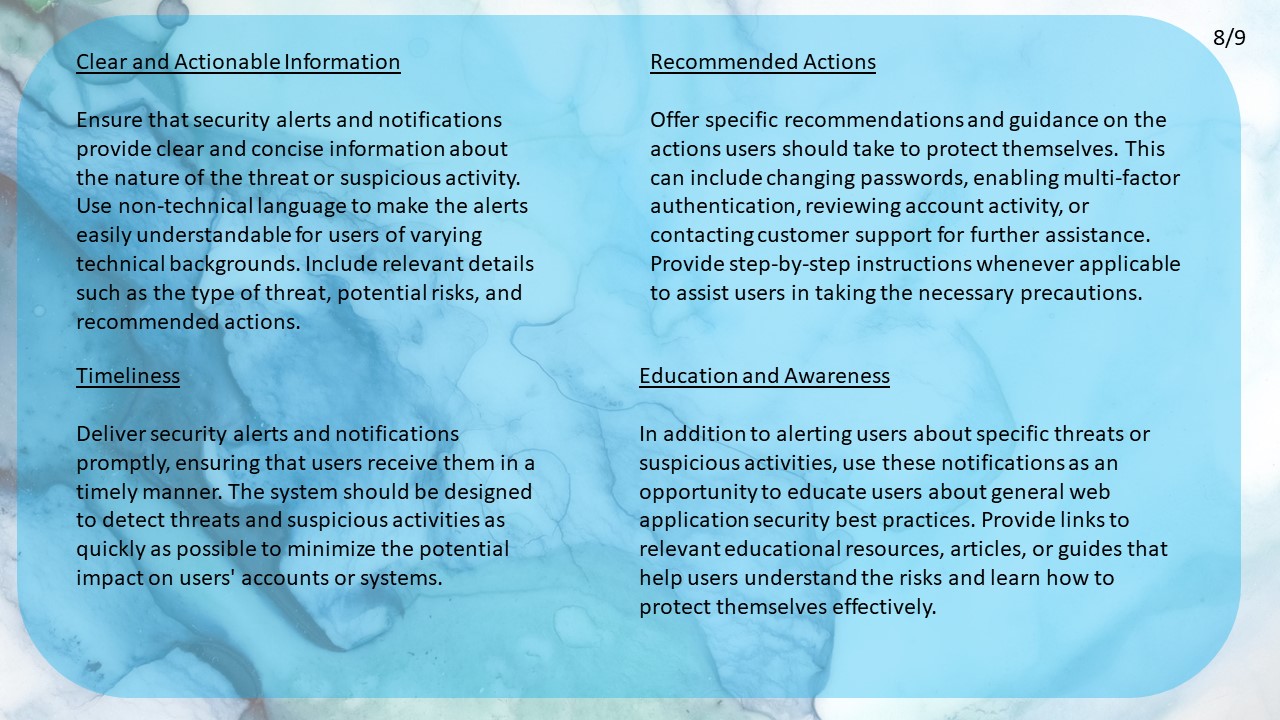 8/9
Clear and Actionable Information
Ensure that security alerts and notifications
provide clear and concise information about
the nature of the threat or suspicious activity.
Use non-technical language to make the alerts
easily understandable for users of varying
technical backgrounds. Include relevant details
such as the type of threat, potential risks, and
recommended actions.
Recommended Actions
Offer specific recommendations and guidance on the
actions users should take to protect themselves. This
can include changing passwords, enabling multi-factor
authentication, reviewing account activity, or
contacting customer support for further assistance.
Provide step-by-step instructions whenever applicable
to assist users in taking the necessary precautions.
Timeliness
Deliver security alerts and notifications
promptly, ensuring that users receive them in a
timely manner. The system should be designed
to detect threats and suspicious activities as
quickly as possible to minimize the potential
impact on users' accounts or systems.
Education and Awareness
In addition to alerting users about specific threats or
suspicious activities, use these notifications as an
opportunity to educate users about general web
application security best practices. Provide links to
relevant educational resources, articles, or guides that
help users understand the risks and learn how to
protect themselves effectively.